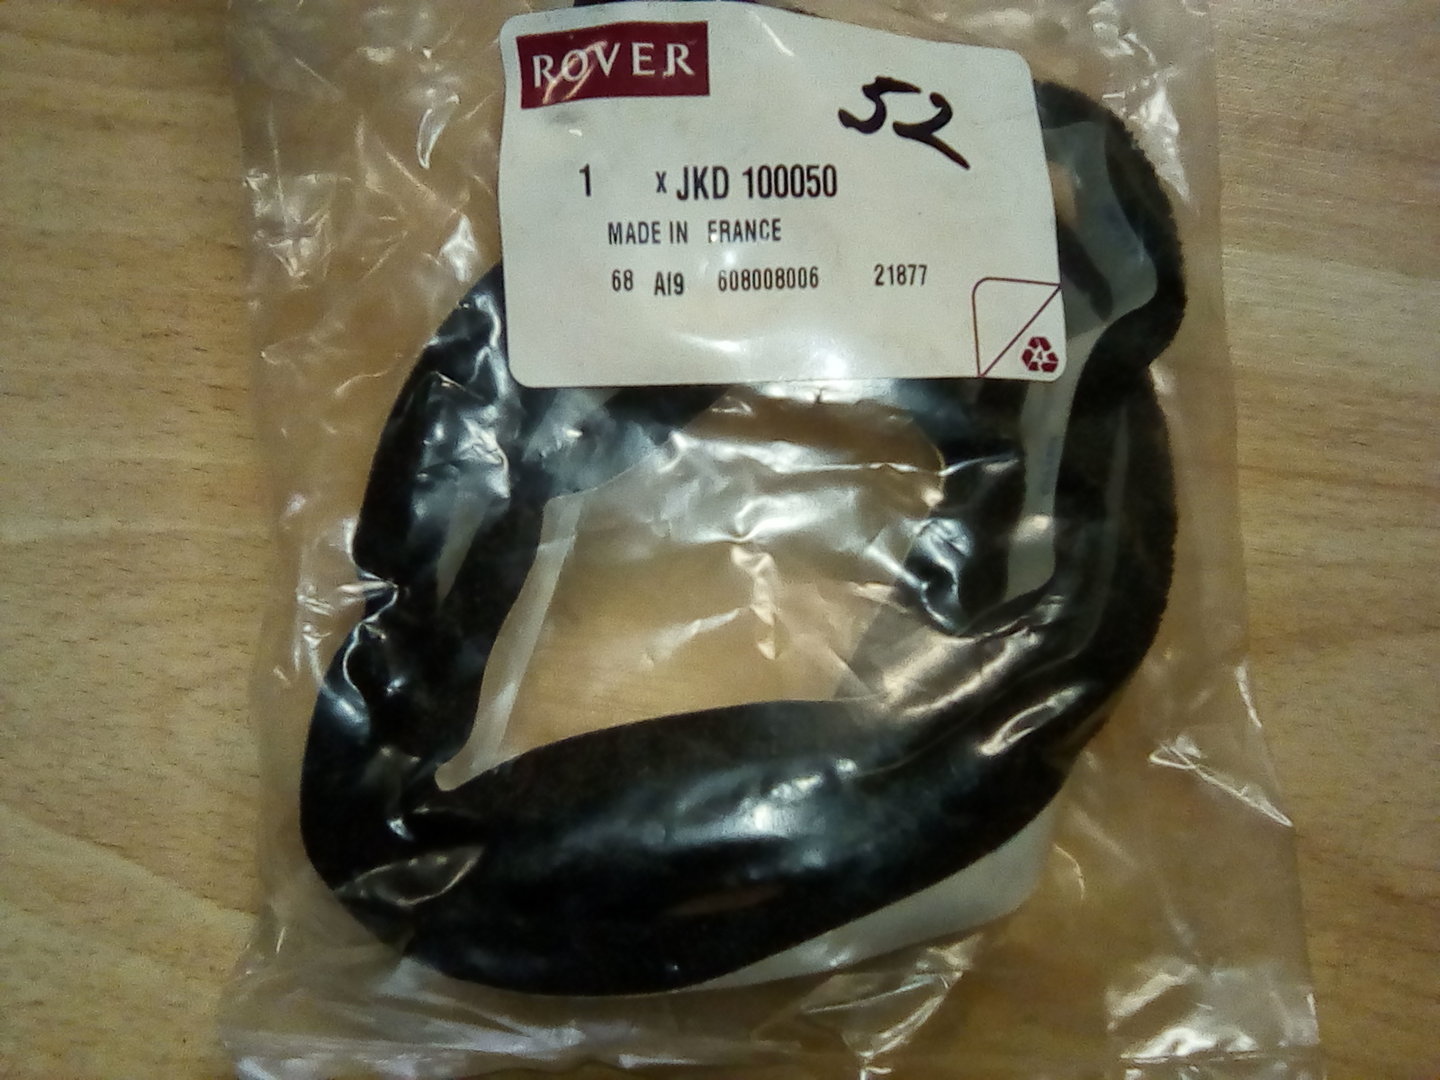 ROVER
52
1 x JKD 100050
MADE IN FRANCE
68 AI9 608008006 21877